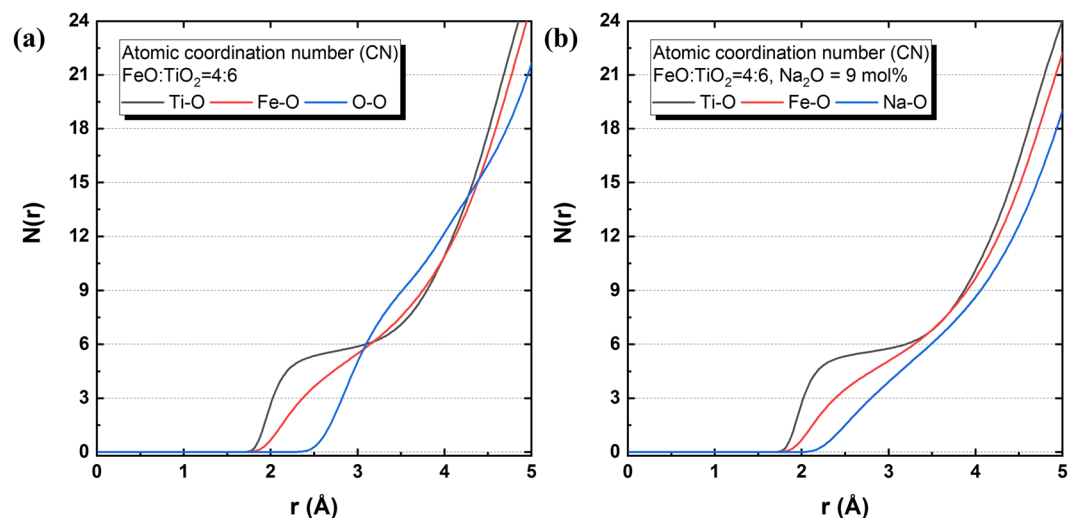 (a)
24
21
18
15
12
9
6
3
0
N(r)
Atomic coordination number (CN)
FeO:TiO₂=4:6
Ti-O Fe-O O-O
0 1 2 3 4 5
r (Å)
(b)
24
21
18
15
12
9
6
3
0
N(r)
Atomic coordination number (CN)
FeO:TiO₂=4:6, Na₂O = 9 mol%
Ti-O Fe-O Na-O
0 1 2 3 4 5
r (Å)